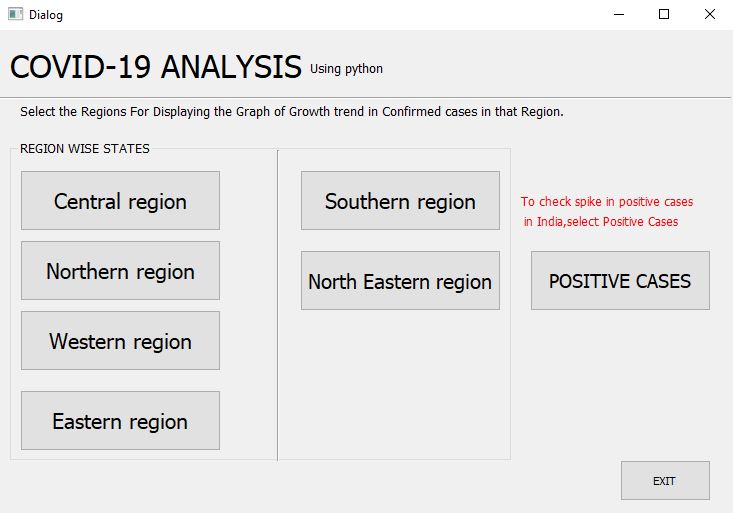 Dialog
COVID-19 ANALYSIS Using python
Select the Regions For Displaying the Graph of Growth trend in Confirmed cases in that Region.
REGION WISE STATES
Central region
Northern region
Western region
Eastern region
Southern region
North Eastern region
To check spike in positive cases
in India,select Positive Cases
POSITIVE CASES
EXIT